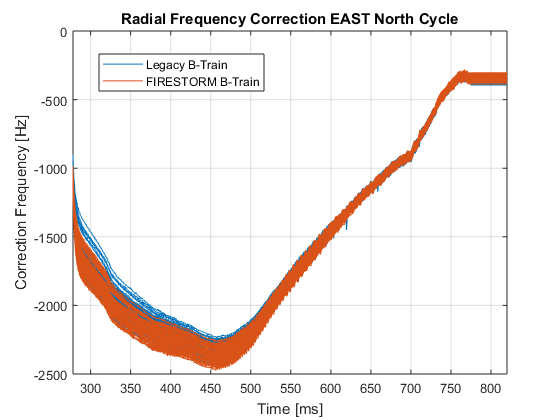 Radial Frequency Correction EAST North Cycle
Legacy B-Train
FIRESTORM B-Train
Correction Frequency [Hz]
0
-500
-1000
-1500
-2000
-2500
300 350 400 450 500 550 600 650 700 750 800
Time [ms]